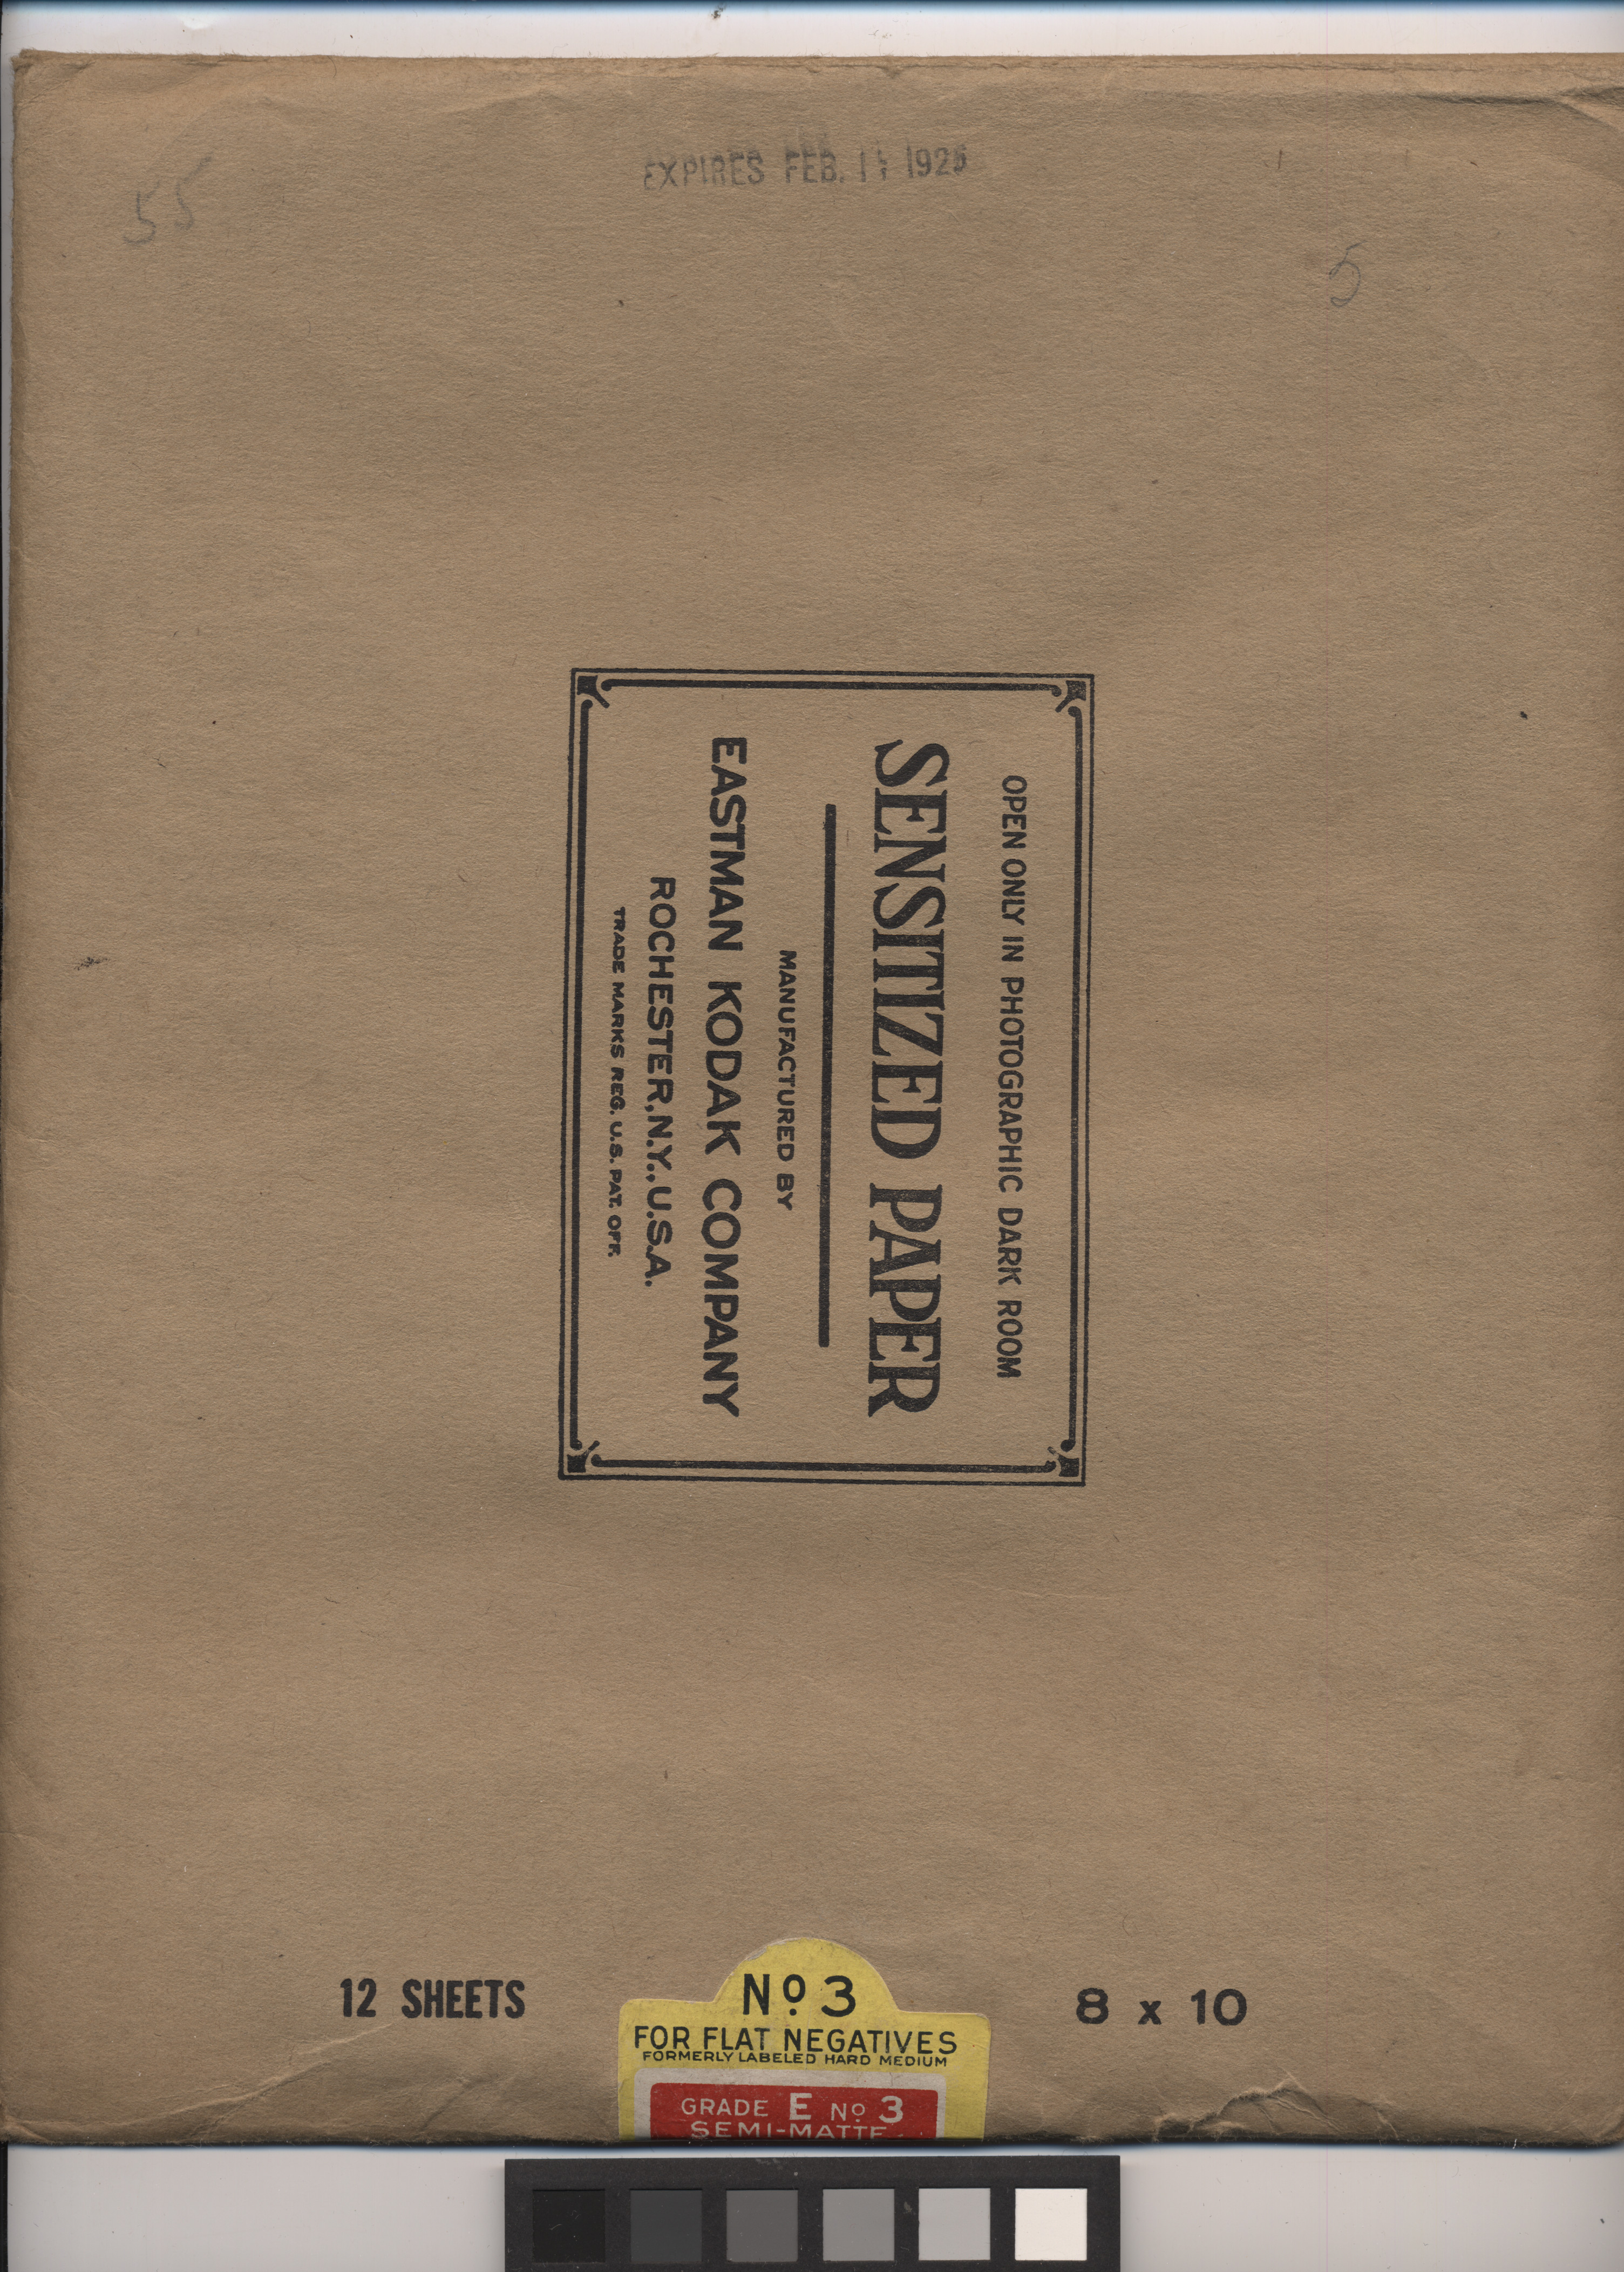 EXPIRES FEB.
55
5
OPEN ONLY IN PHOTOGRAPHIC DARK ROOM
SENSITIZED PAPER
MANUFACTURED BY
EASTMAN KODAK COMPANY
ROCHESTER, N.Y., U.S.A.
TRADE MARKS REG. U.S. PAT. OFF.
12 SHEETS
8 x 10
No 3
FOR FLAT NEGATIVES
FORMERLY LABELED HARD MEDIUM
GRADE E No 3
SEMI-MATTE